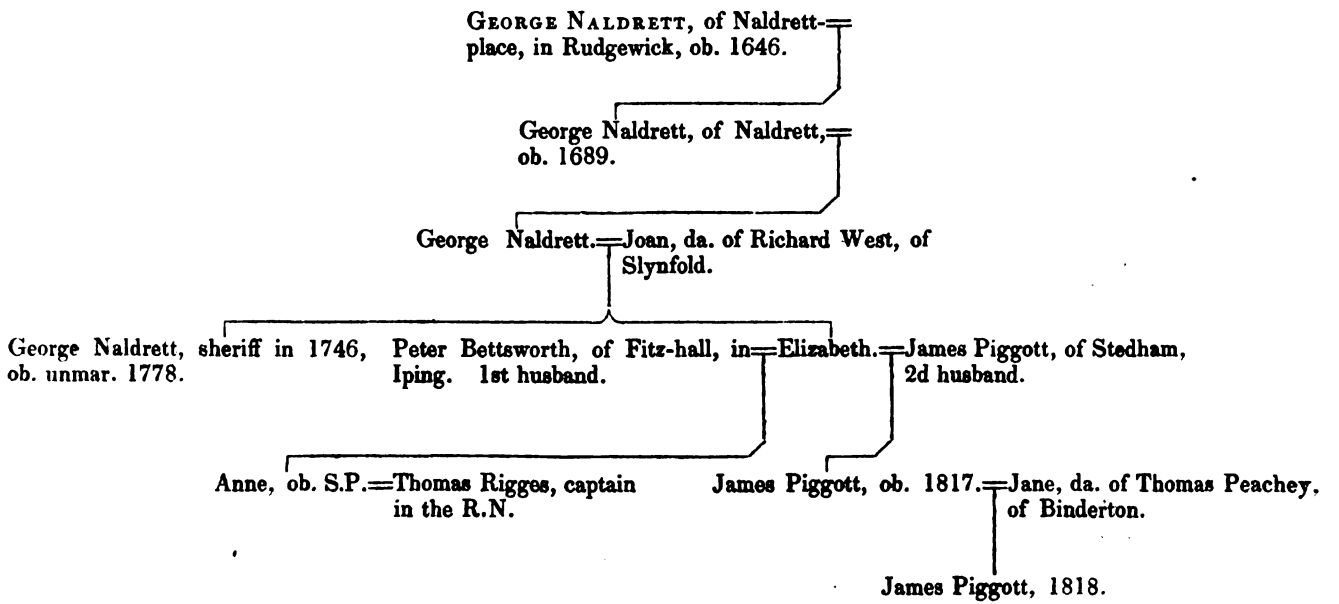 GEORGE NALDRETT, of Naldrett-
place, in Rudgewick, ob. 1646.
George Naldrett, of Naldrett,
ob. 1689.
George Naldrett.=Joan, da. of Richard West, of
Slynfold.
George Naldrett, sheriff in 1746,
ob. unmar. 1778.
Peter Bettsworth, of Fitz-hall, in=Elizabeth.=James Piggott, of Stedham,
Iping. 1st husband.
2d husband.
Anne, ob. S.P.=Thomas Rigges, captain
in the R.N.
James Piggott, ob. 1817.=Jane, da. of Thomas Peachey,
of Binderton.
James Piggott, 1818.